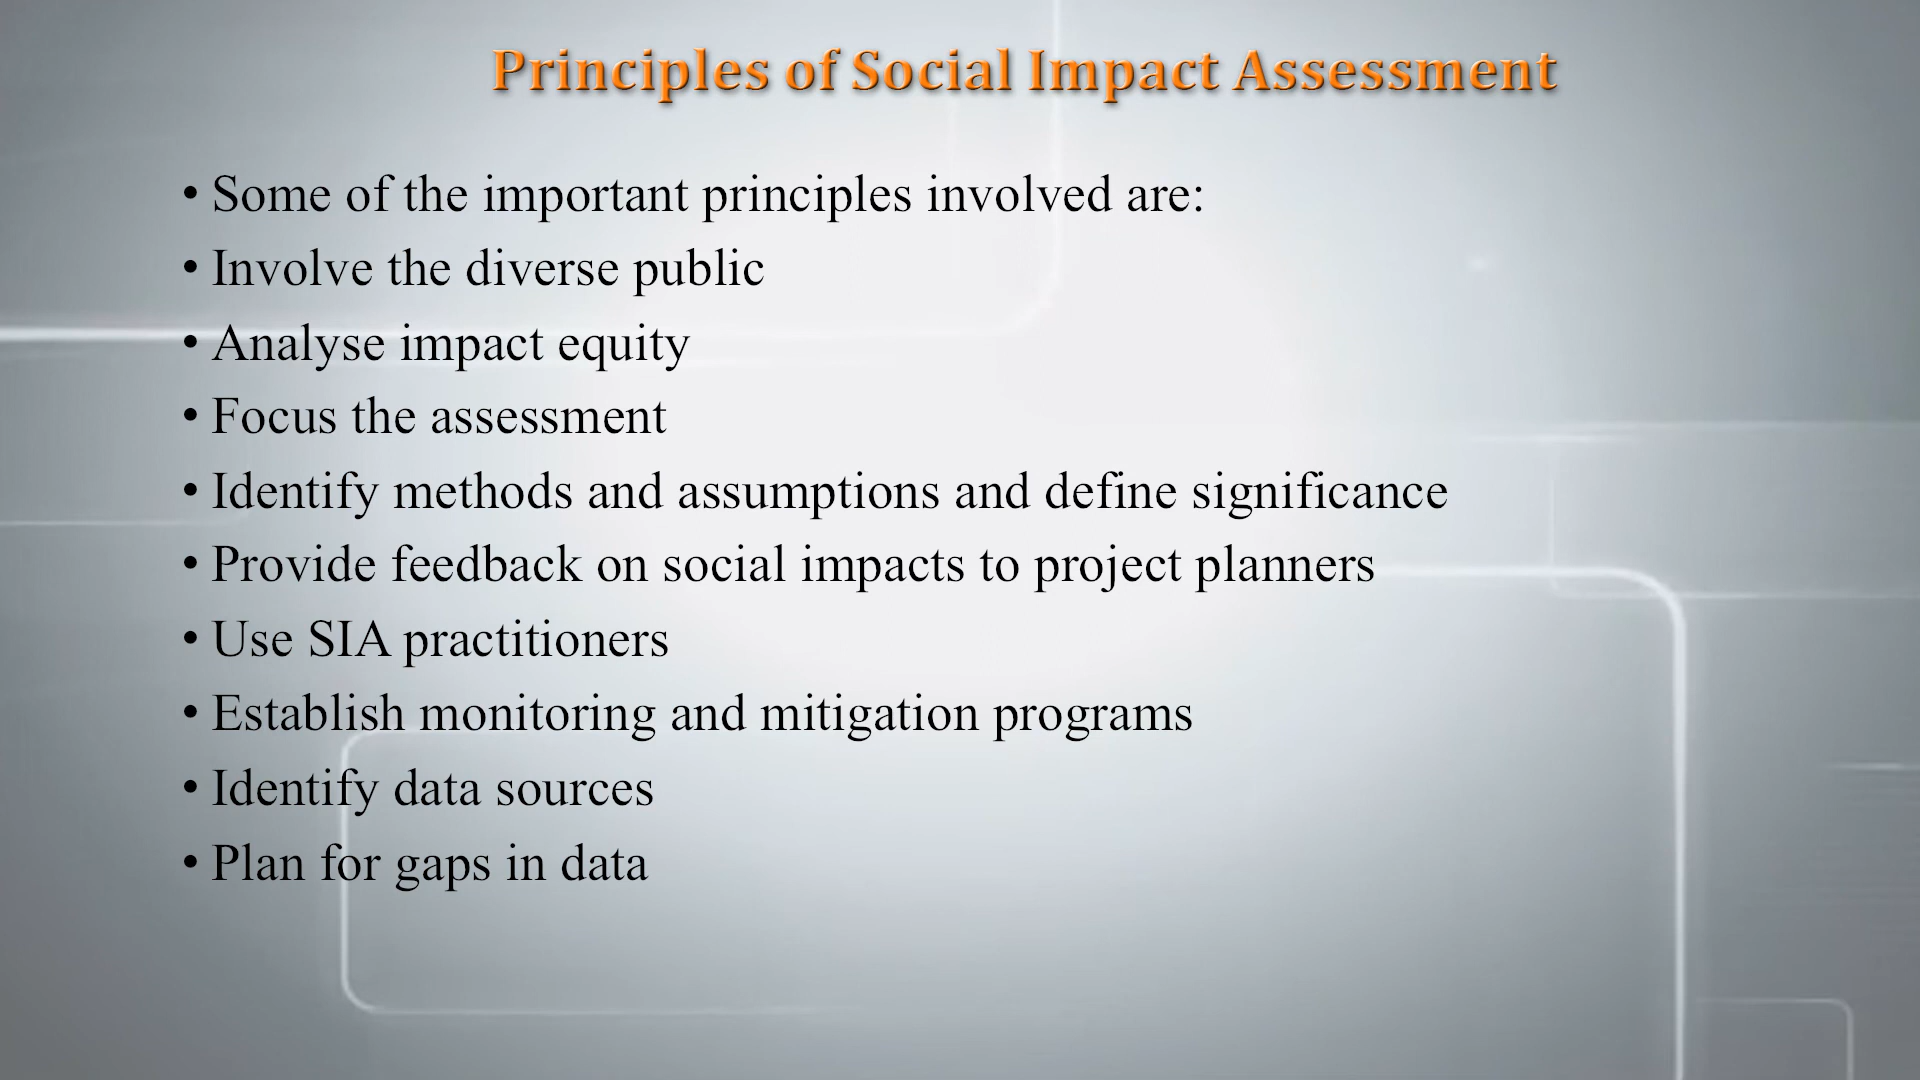 Principles of Social Impact Assessment
• Some of the important principles involved are:
• Involve the diverse public
• Analyse impact equity
• Focus the assessment
• Identify methods and assumptions and define significance
• Provide feedback on social impacts to project planners
• Use SIA practitioners
• Establish monitoring and mitigation programs
• Identify data sources
• Plan for gaps in data